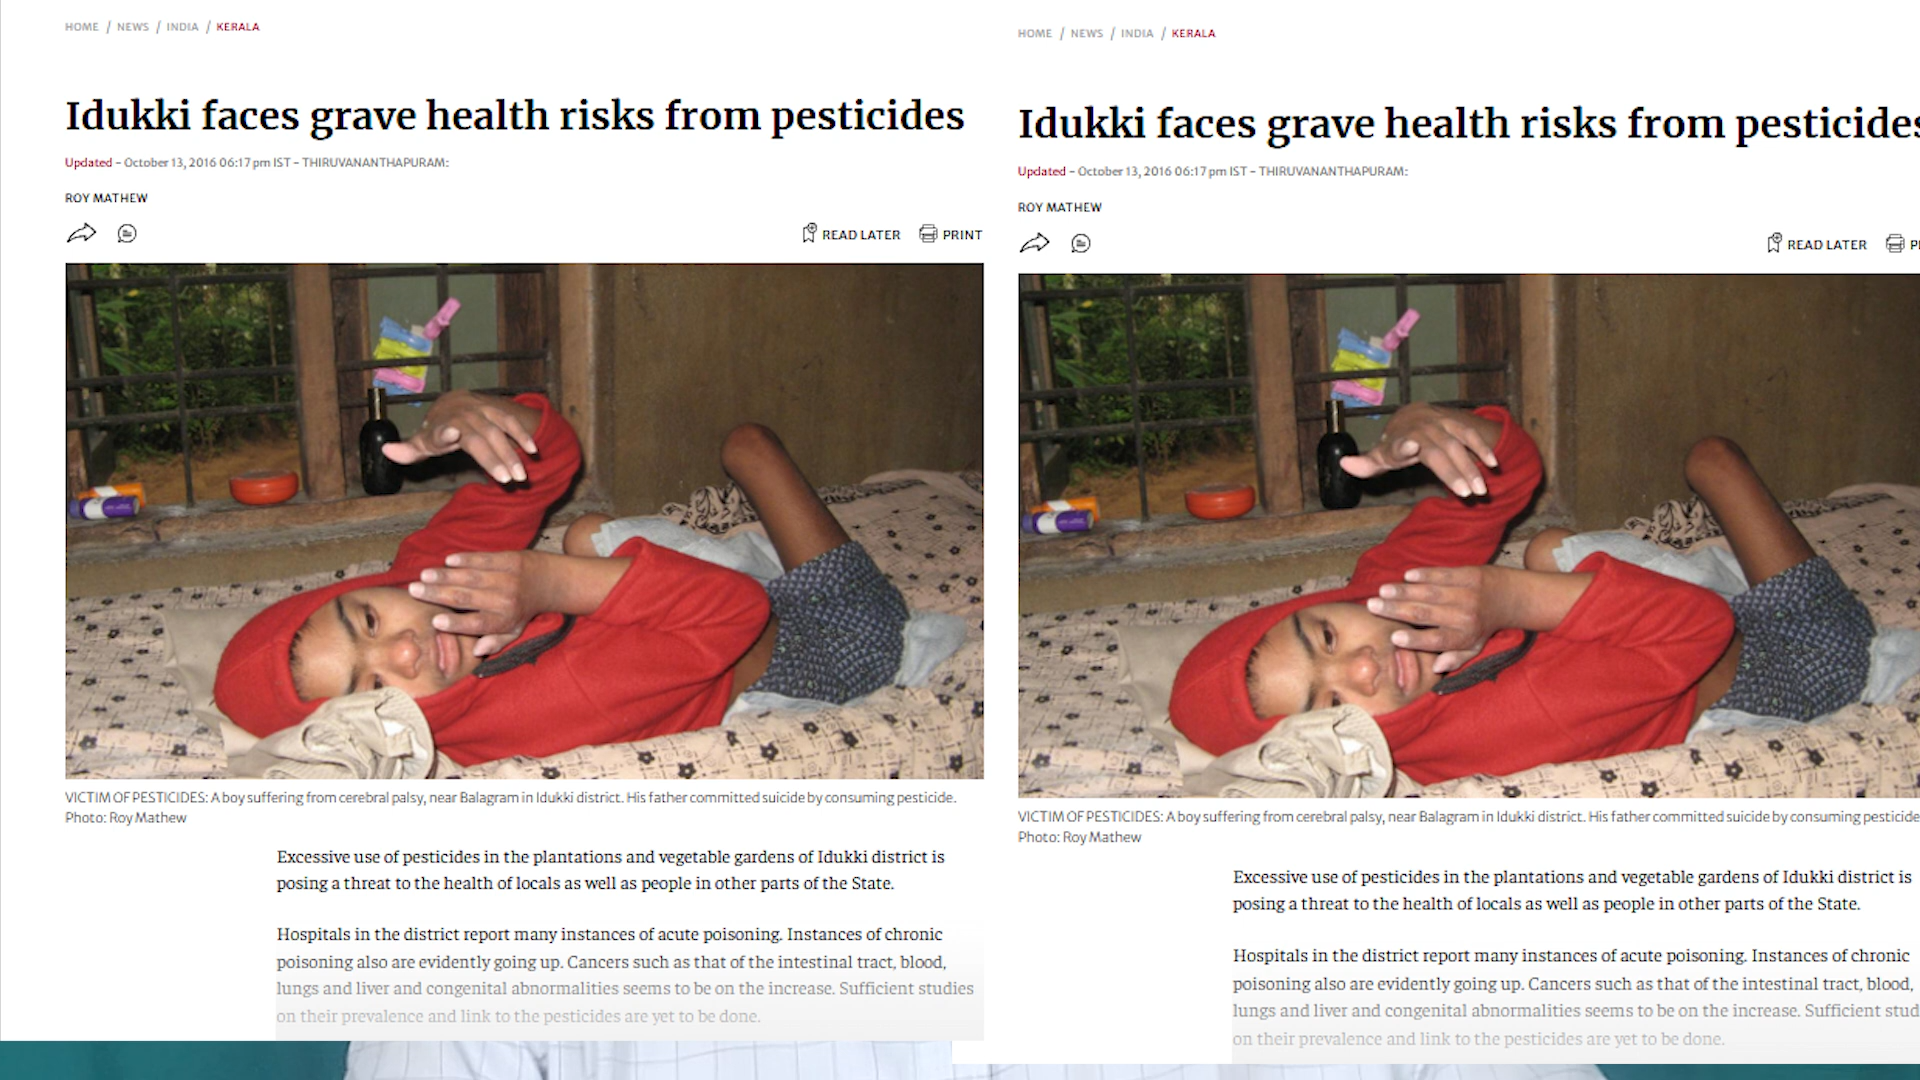 HOME / NEWS / INDIA / KERALA
Idukki faces grave health risks from pesticides
Updated - October 13, 2016 06:17 pm IST - THIRUVANANTHAPURAM:
ROY MATHEW
READ LATER PRINT
VICTIM OF PESTICIDES: A boy suffering from cerebral palsy, near Balagram in Idukki district. His father committed suicide by consuming pesticide.
Photo: Roy Mathew
Excessive use of pesticides in the plantations and vegetable gardens of Idukki district is
posing a threat to the health of locals as well as people in other parts of the State.
Hospitals in the district report many instances of acute poisoning. Instances of chronic
poisoning also are evidently going up. Cancers such as that of the intestinal tract, blood,
lungs and liver and congenital abnormalities seems to be on the increase. Sufficient studies
on their prevalence and link to the pesticides are yet to be done.
HOME / NEWS / INDIA / KERALA
Idukki faces grave health risks from pesticides
Updated - October 13, 2016 06:17 pm IST - THIRUVANANTHAPURAM:
ROY MATHEW
READ LATER
VICTIM OF PESTICIDES: A boy suffering from cerebral palsy, near Balagram in Idukki district. His father committed suicide by consuming pesticide
Photo: Roy Mathew
Excessive use of pesticides in the plantations and vegetable gardens of Idukki district is
posing a threat to the health of locals as well as people in other parts of the State.
Hospitals in the district report many instances of acute poisoning. Instances of chronic
poisoning also are evidently going up. Cancers such as that of the intestinal tract, blood,
lungs and liver and congenital abnormalities seems to be on the increase. Sufficient stud
on their prevalence and link to the pesticides are yet to be done.